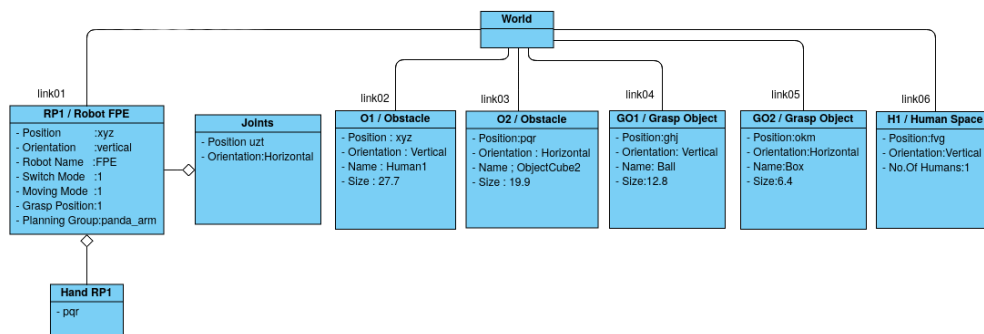 World
link01
RP1 / Robot FPE
- Position :xyz
- Orientation :vertical
- Robot Name :FPE
- Switch Mode :1
- Moving Mode :1
- Grasp Position:1
- Planning Group:panda_arm
Joints
- Position uzt
- Orientation:Horizontal
Hand RP1
- pqr
link02
O1 / Obstacle
- Position : xyz
- Orientation : Vertical
- Name : Human1
- Size : 27.7
link03
O2 / Obstacle
- Position:pqr
- Orientation : Horizontal
- Name ; ObjectCube2
- Size : 19.9
link04
GO1 / Grasp Object
- Position:ghj
- Orientation: Vertical
- Name: Ball
- Size:12.8
link05
GO2 / Grasp Object
- Position:okm
- Orientation:Horizontal
- Name:Box
- Size:6.4
link06
H1 / Human Space
- Position:fvg
- Orientation:Vertical
- No.Of Humans:1